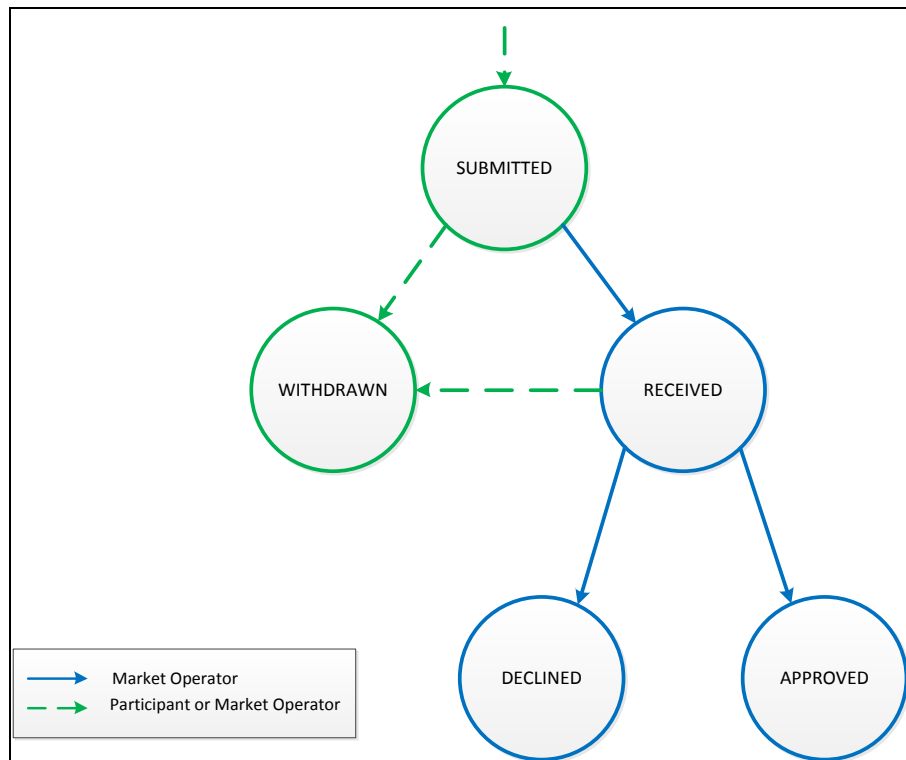 SUBMITTED
WITHDRAWN
RECEIVED
DECLINED
APPROVED
Market Operator
Participant or Market Operator